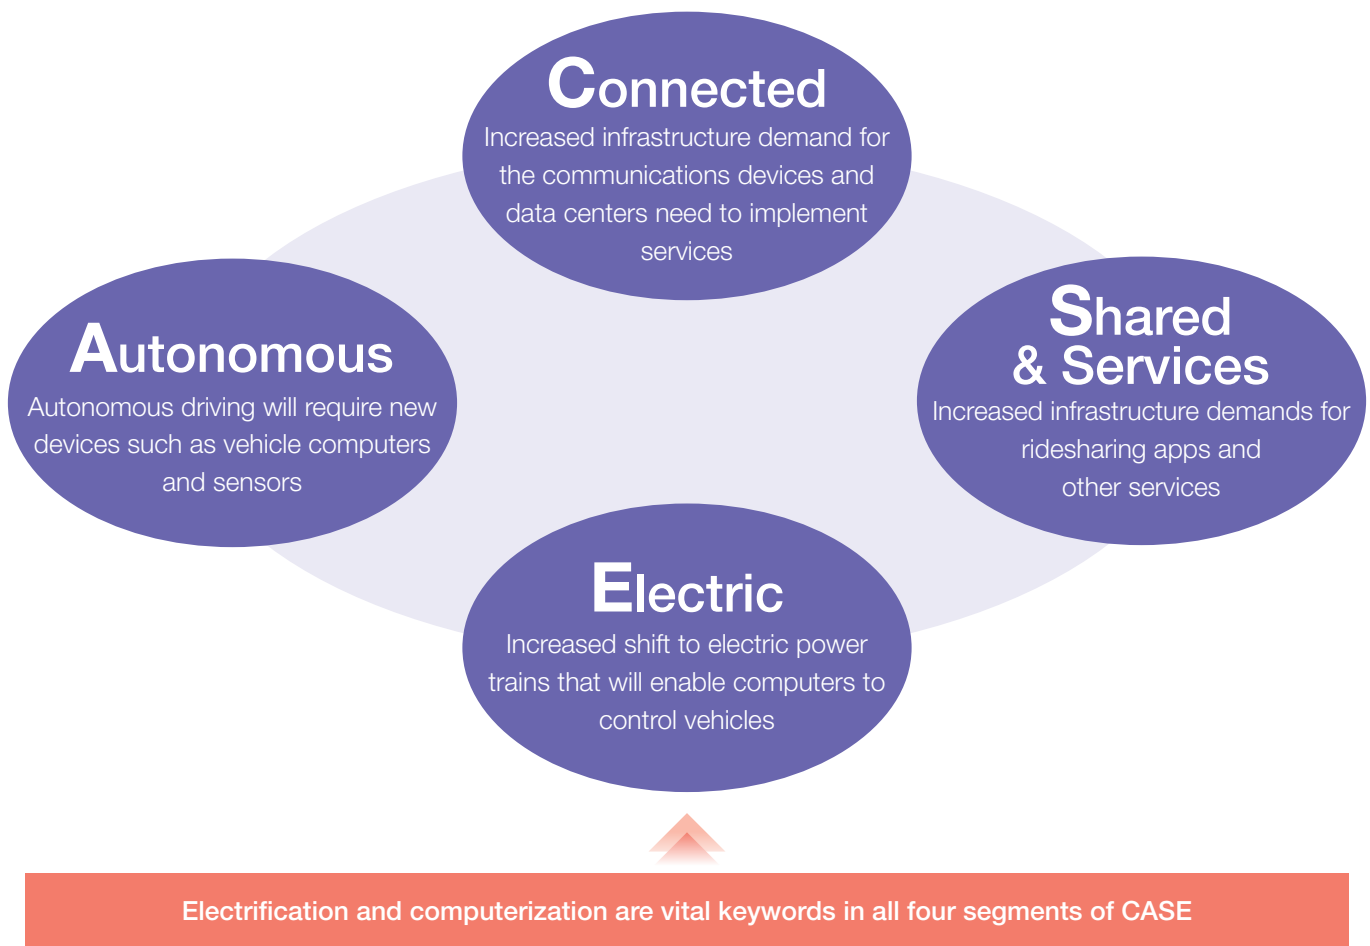 Connected
Increased infrastructure demand for
the communications devices and
data centers need to implement
services
Autonomous
Autonomous driving will require new
devices such as vehicle computers
and sensors
Shared
& Services
Increased infrastructure demands for
ridesharing apps and
other services
Electric
Increased shift to electric power
trains that will enable computers to
control vehicles
Electrification and computerization are vital keywords in all four segments of CASE